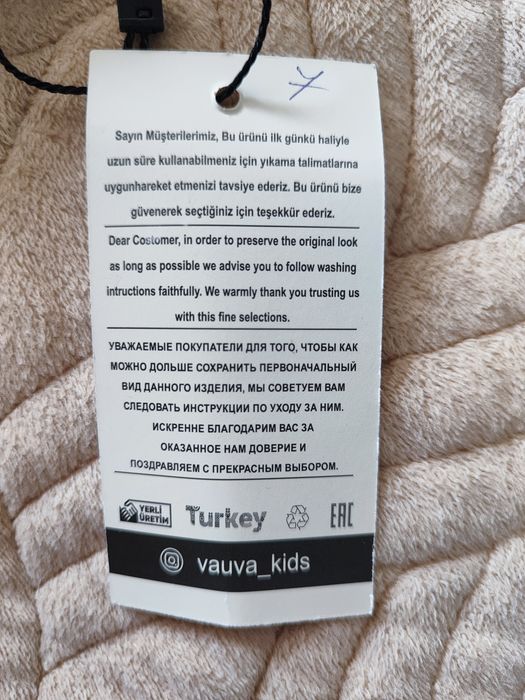 7
Sayın Müşterilerimiz, Bu ürünü ilk günkü haliyle
uzun süre kullanabilmeniz için yıkama talimatlarına
uygunhareket etmenizi tavsiye ederiz. Bu ürünü bize
güvenerek seçtiğiniz için teşekkür ederiz.
Dear Costomer, in order to preserve the original look
as long as possible we advise you to follow washing
intructions faithfully. We warmly thank you trusting us
with this fine selections.
УВАЖАЕМЫЕ ПОКУПАТЕЛИ ДЛЯ ТОГО, ЧТОБЫ КАК
МОЖНО ДОЛЬШЕ СОХРАНИТЬ ПЕРВОНАЧАЛЬНЫЙ
ВИД ДАННОГО ИЗДЕЛИЯ, МЫ СОВЕТУЕМ ВАМ
СЛЕДОВАТЬ ИНСТРУКЦИИ ПО УХОДУ ЗА НИМ.
ИСКРЕННЕ БЛАГОДАРИМ ВАС ЗА
ОКАЗАННОЕ НАМ ДОВЕРИЕ И
ПОЗДРАВЛЯЕМ С ПРЕКРАСНЫМ ВЫБОРОМ.
YERLİ
ÜRETİM
Turkey
EAC
vauva_kids